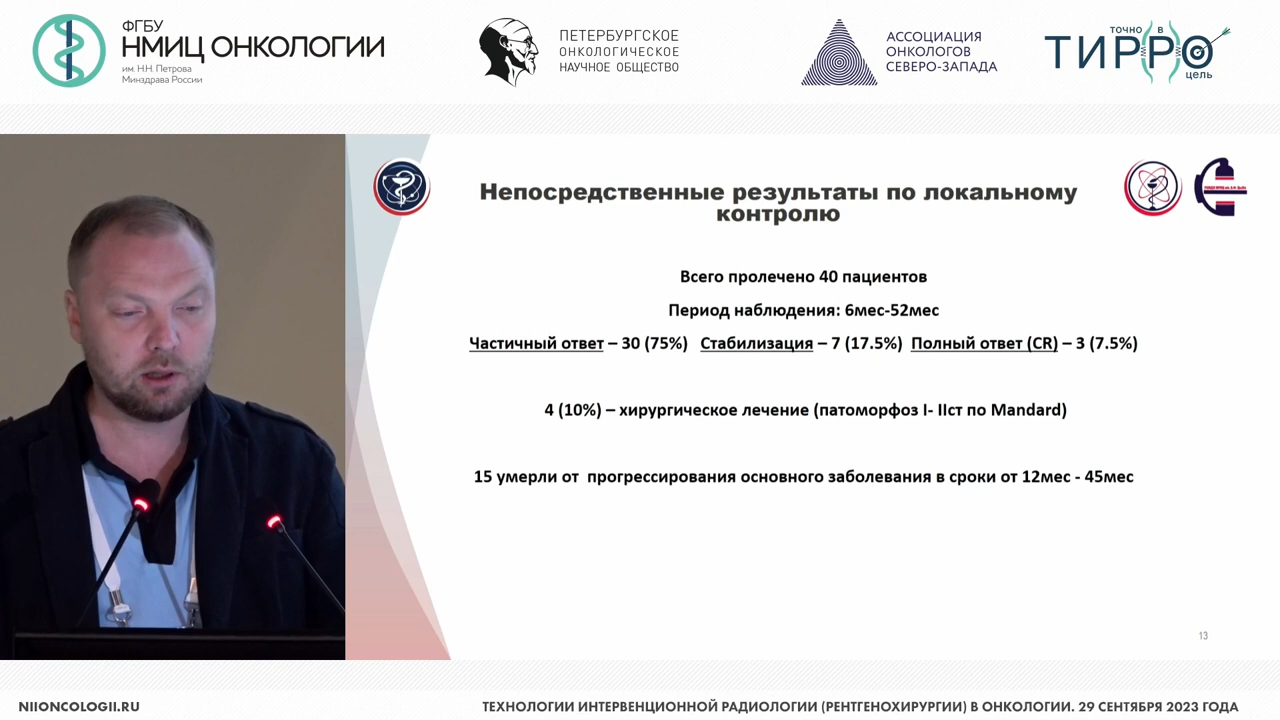 ФГБУ
НМИЦ ОНКОЛОГИИ
им. Н.Н. Петрова
Минздрава России
ПЕТЕРБУРГСКОЕ
ОНКОЛОГИЧЕСКОЕ
НАУЧНОЕ ОБЩЕСТВО
АССОЦИАЦИЯ
ОНКОЛОГОВ
СЕВЕРО-ЗАПАДА
точно в
ТИРРО
цель
Непосредственные результаты по локальному
контролю
Всего пролечено 40 пациентов
Период наблюдения: 6мес-52мес
Частичный ответ – 30 (75%) Стабилизация – 7 (17.5%) Полный ответ (CR) – 3 (7.5%)
4 (10%) – хирургическое лечение (патоморфоз I- IIст по Mandard)
15 умерли от прогрессирования основного заболевания в сроки от 12мес - 45мес
13
NIIONCOLOGII.RU
ТЕХНОЛОГИИ ИНТЕРВЕНЦИОННОЙ РАДИОЛОГИИ (РЕНТГЕНОХИРУРГИИ) В ОНКОЛОГИИ. 29 СЕНТЯБРЯ 2023 ГОДА